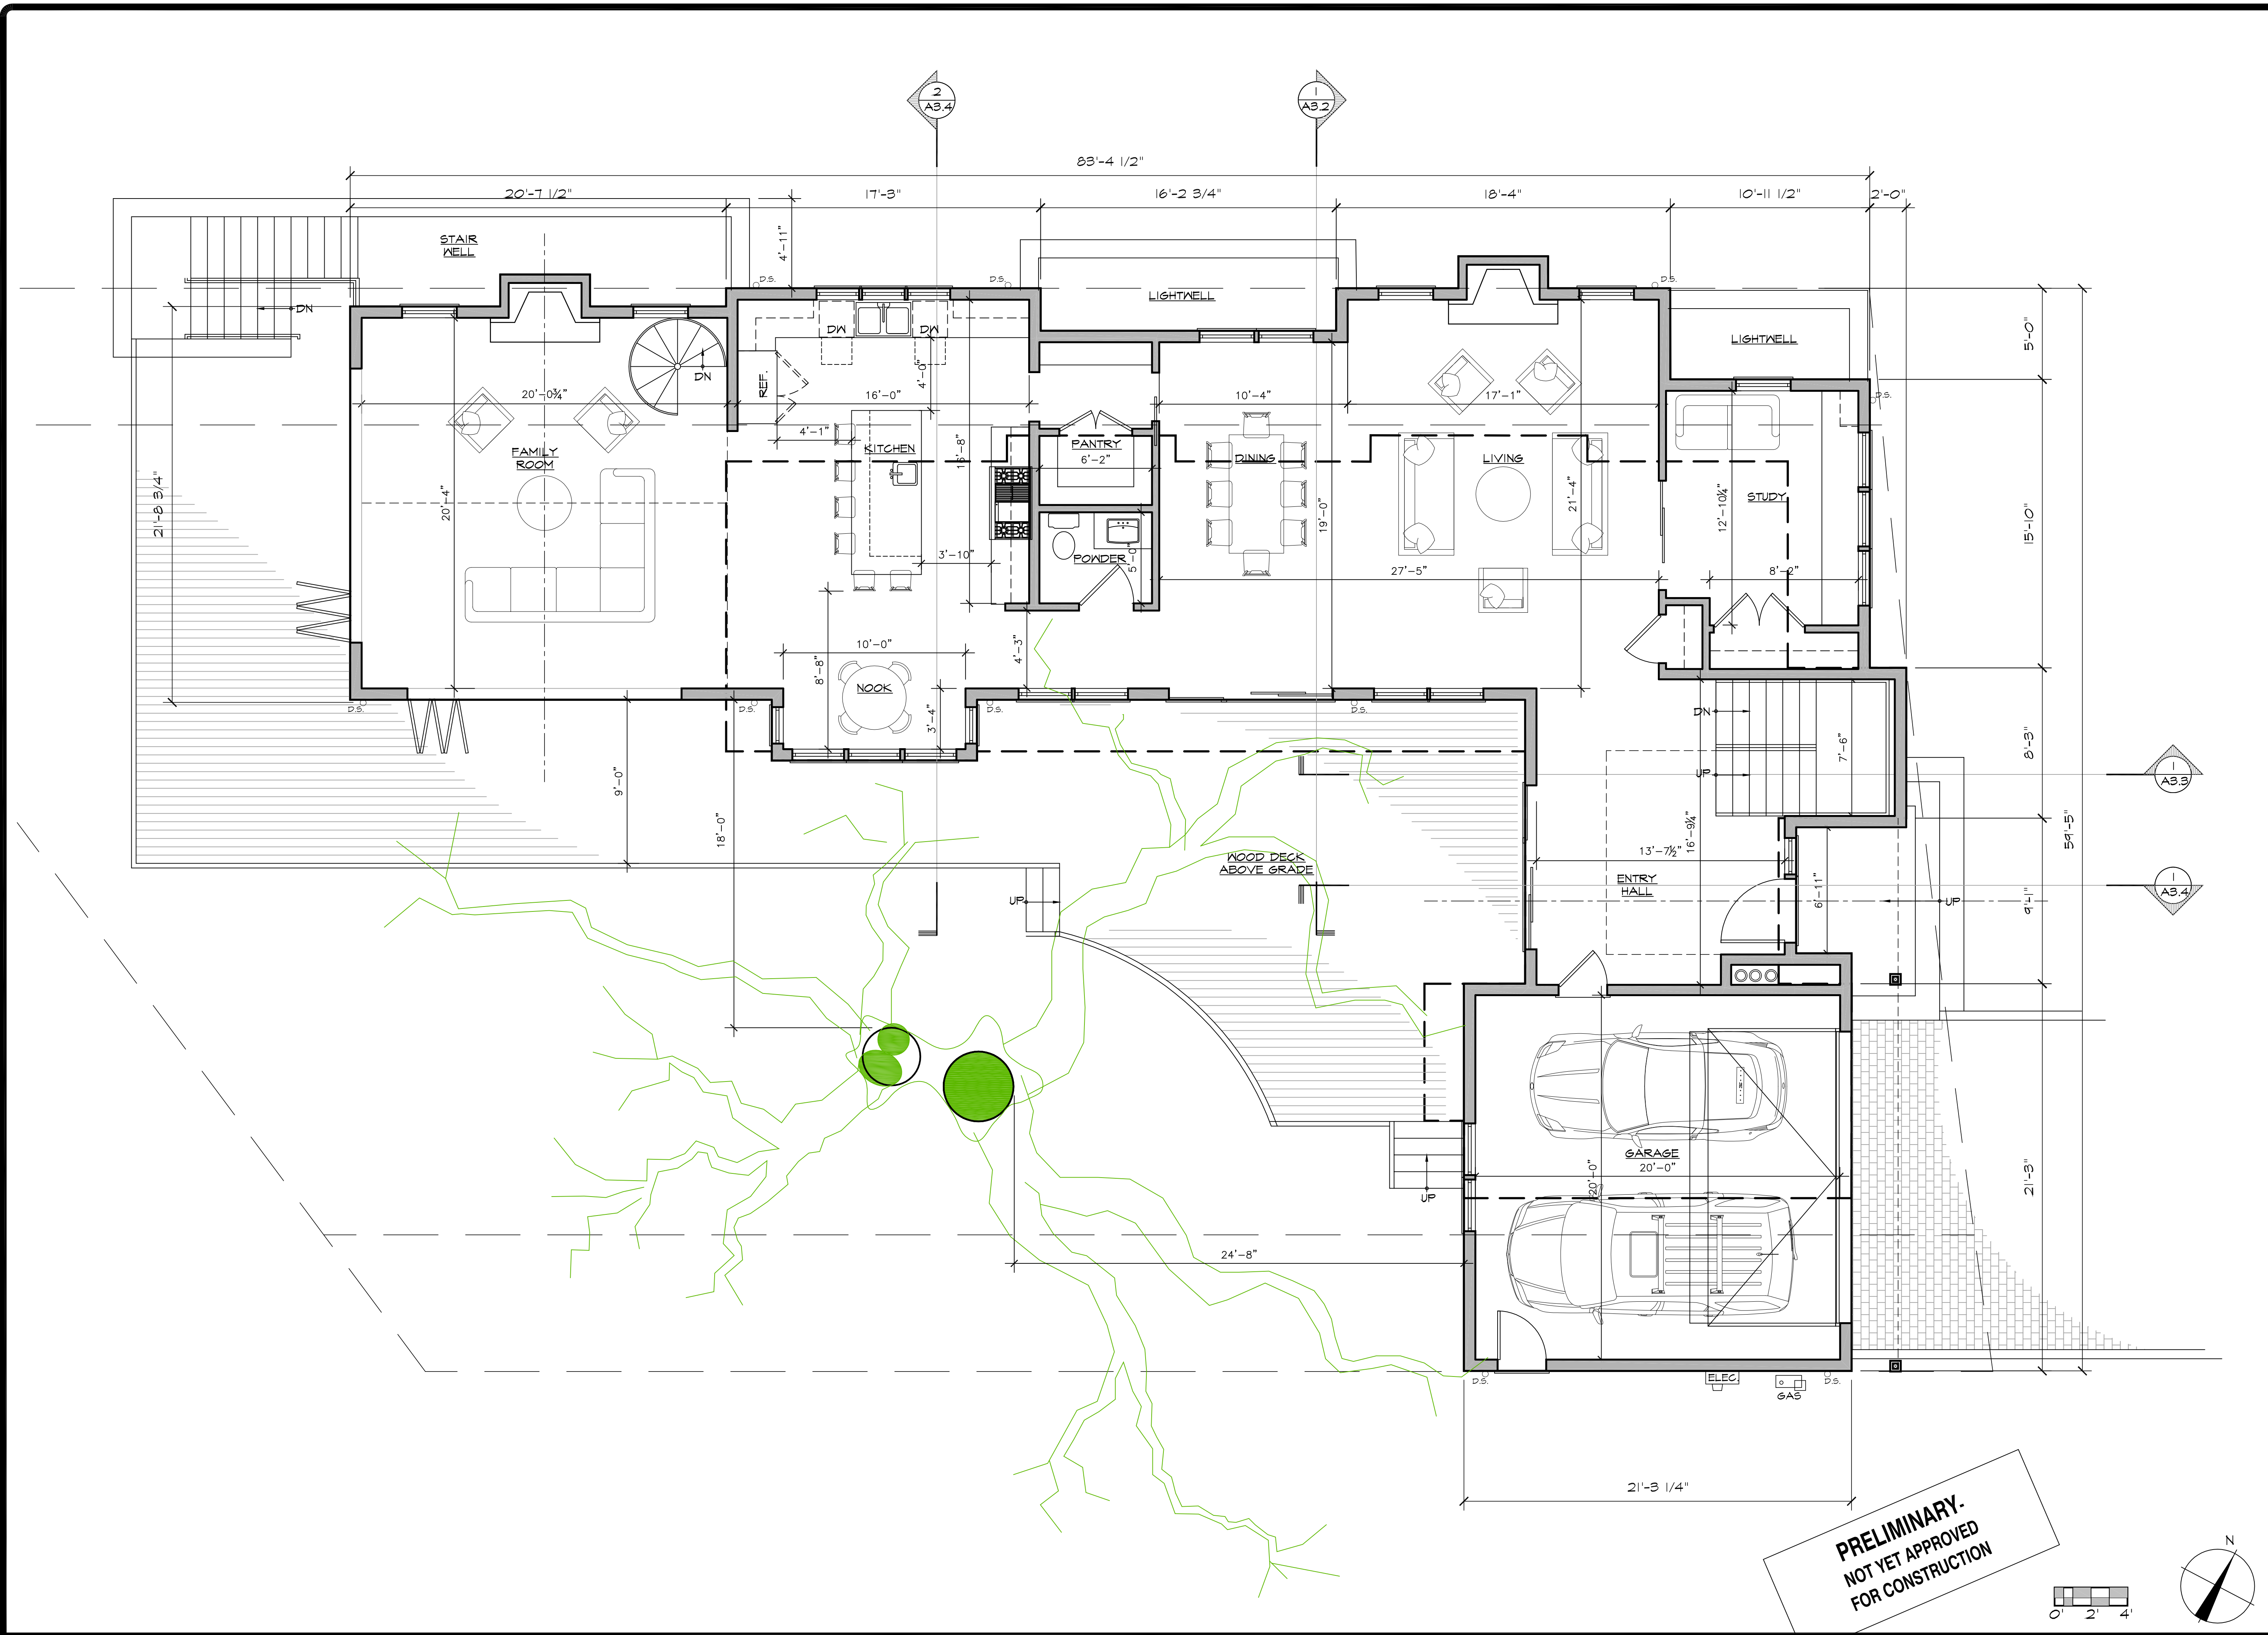 2
A3.4
1
A3.2
83'-4 1/2"
20'-7 1/2"
17'-3"
16'-2 3/4"
18'-4"
10'-11 1/2"
2'-0"
4'-11"
STAIR
WELL
DN
D.S.
D.S.
LIGHTWELL
D.S.
LIGHTWELL
5'-0"
DW
DW
REF.
DN
4'-0"
20'-0¾"
16'-0"
10'-4"
17'-1"
D.S.
4'-1"
FAMILY
ROOM
KITCHEN
16'-8"
PANTRY
6'-2"
DINING
LIVING
STUDY
21'-8 3/4"
20'-4"
19'-0"
21'-4"
12'-10¼"
15'-10"
3'-10"
POWDER
5'-0"
27'-5"
8'-2"
10'-0"
8'-8"
4'-3"
NOOK
3'-4"
D.S.
D.S.
D.S.
D.S.
DN
UP
7'-6"
8'-3"
1
A3.3
9'-0"
18'-0"
WOOD DECK
ABOVE GRADE
13'-7½"
16'-9¼"
ENTRY
HALL
6'-11"
UP
UP
9'-1"
59'-5"
1
A3.4
GARAGE
20'-0"
20'-0"
UP
21'-3"
24'-8"
D.S.
ELEC.
GAS
D.S.
21'-3 1/4"
PRELIMINARY-
NOT YET APPROVED
FOR CONSTRUCTION
N
0' 2' 4'